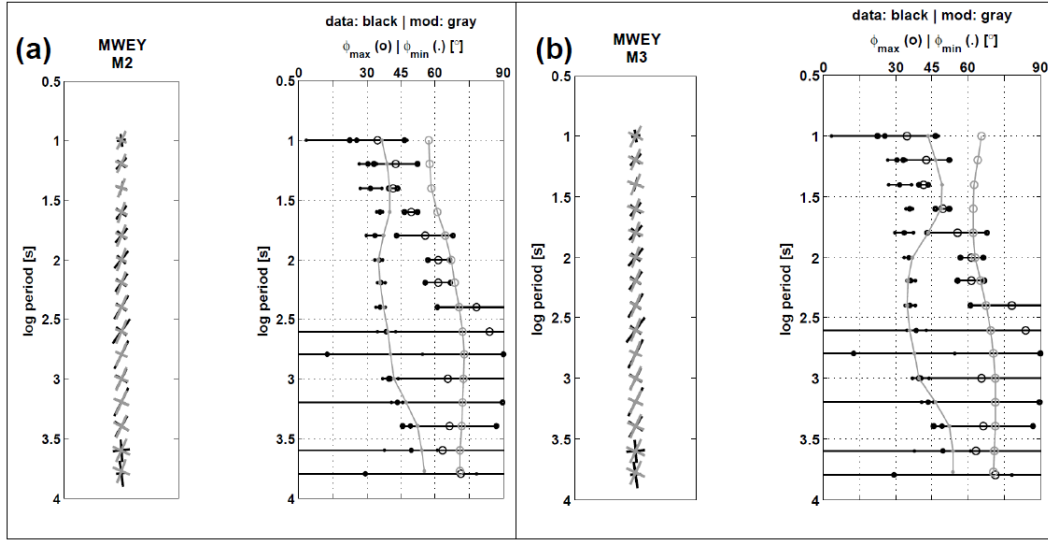 data: black | mod: gray
(a)
MWEY
M2
ϕmax (o) | ϕmin (.) [°]
0 30 45 60 90
0.5
1
1.5
2
2.5
3
3.5
4
log period [s]
log period [s]
0.5
1
1.5
2
2.5
3
3.5
4
data: black | mod: gray
(b)
MWEY
M3
ϕmax (o) | ϕmin (.) [°]
0 30 45 60 90
0.5
1
1.5
2
2.5
3
3.5
4
log period [s]
log period [s]
0.5
1
1.5
2
2.5
3
3.5
4